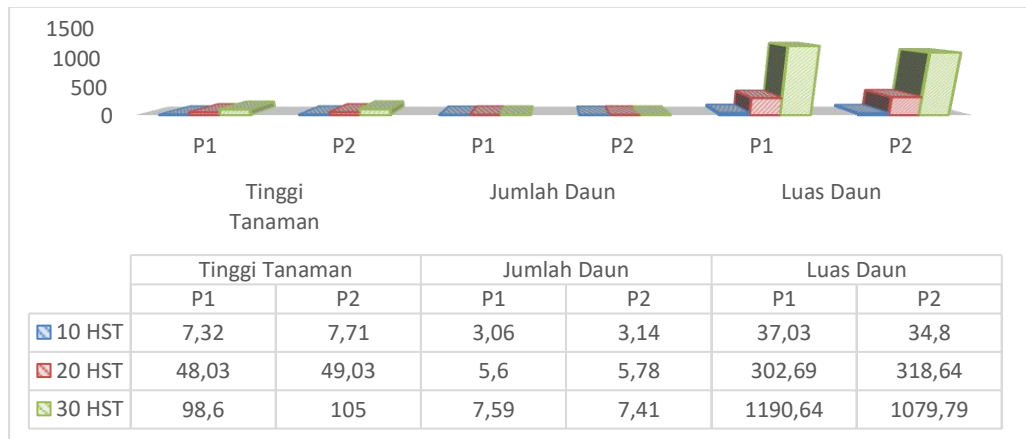 1500
1000
500
0
P1 P2 P1 P2 P1 P2
Tinggi Tanaman Jumlah Daun Luas Daun
Tinggi Tanaman Jumlah Daun Luas Daun
P1 P2 P1 P2 P1 P2
10 HST 7,32 7,71 3,06 3,14 37,03 34,8
20 HST 48,03 49,03 5,6 5,78 302,69 318,64
30 HST 98,6 105 7,59 7,41 1190,64 1079,79